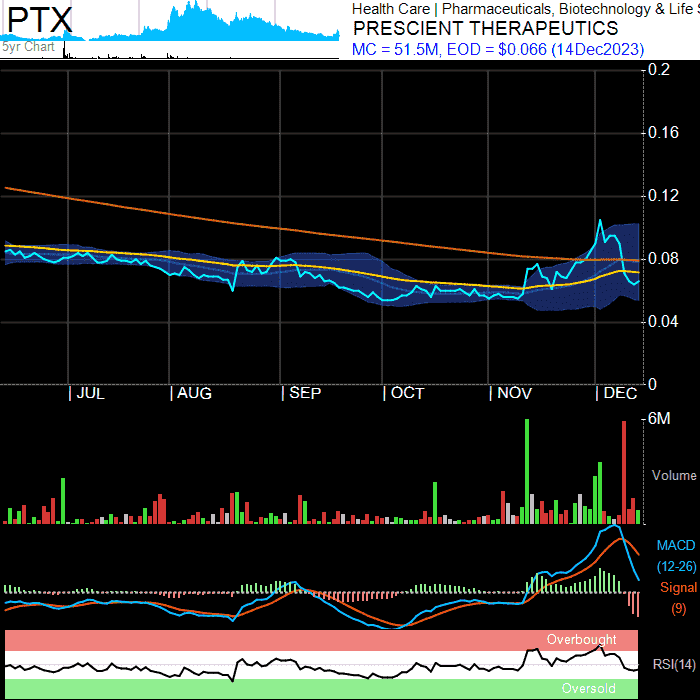 PTX
5yr Chart
Health Care | Pharmaceuticals, Biotechnology & Life S
PRESCIENT THERAPEUTICS
MC = 51.5M, EOD = $0.066 (14Dec2023)
0.2
0.16
0.12
0.08
0.04
0
JUL AUG SEP OCT NOV DEC
6M
Volume
MACD
(12-26)
Signal
(9)
Overbought
RSI(14)
Oversold